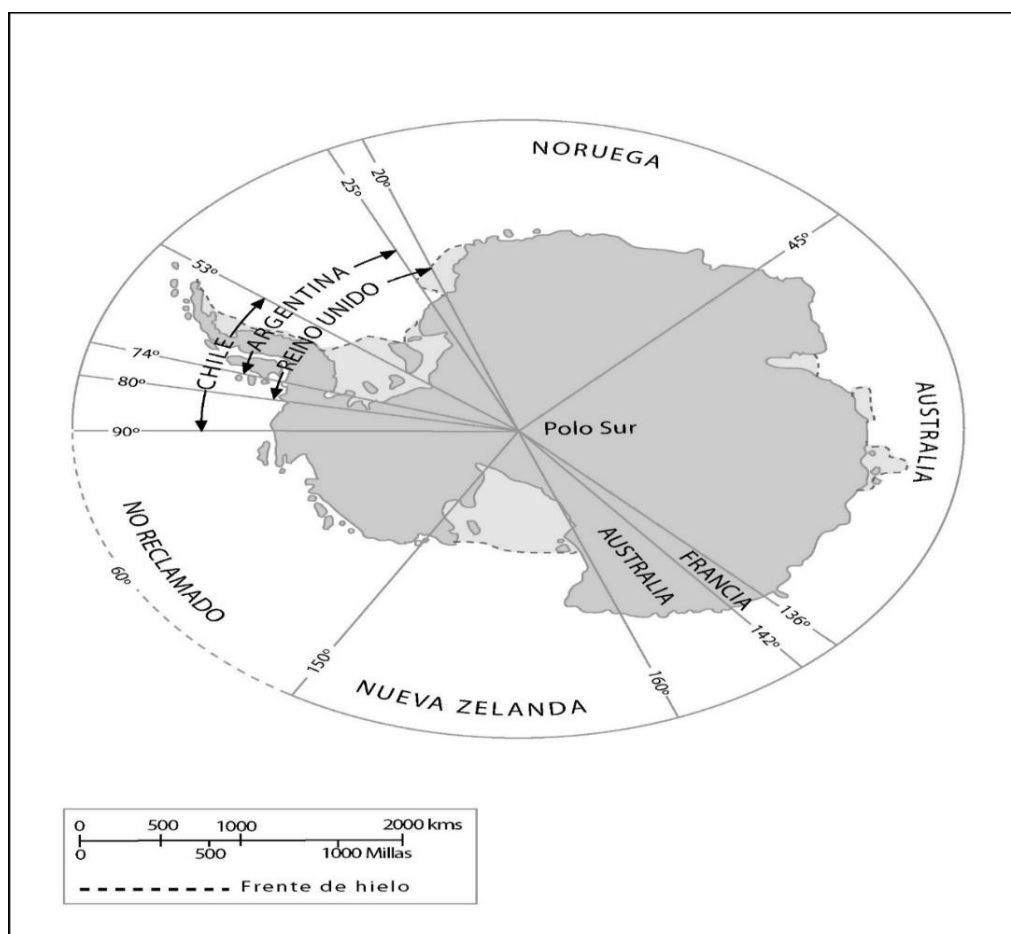 NORUEGA
20º
25º
45º
53º
ARGENTINA
REINO UNIDO
CHILE
74º
80º
90º
Polo Sur
AUSTRALIA
NO RECLAMADO
60º
AUSTRALIA
FRANCIA
136º
142º
150º
160º
NUEVA ZELANDA
0 500 1000 2000 kms
0 500 1000 Millas
Frente de hielo